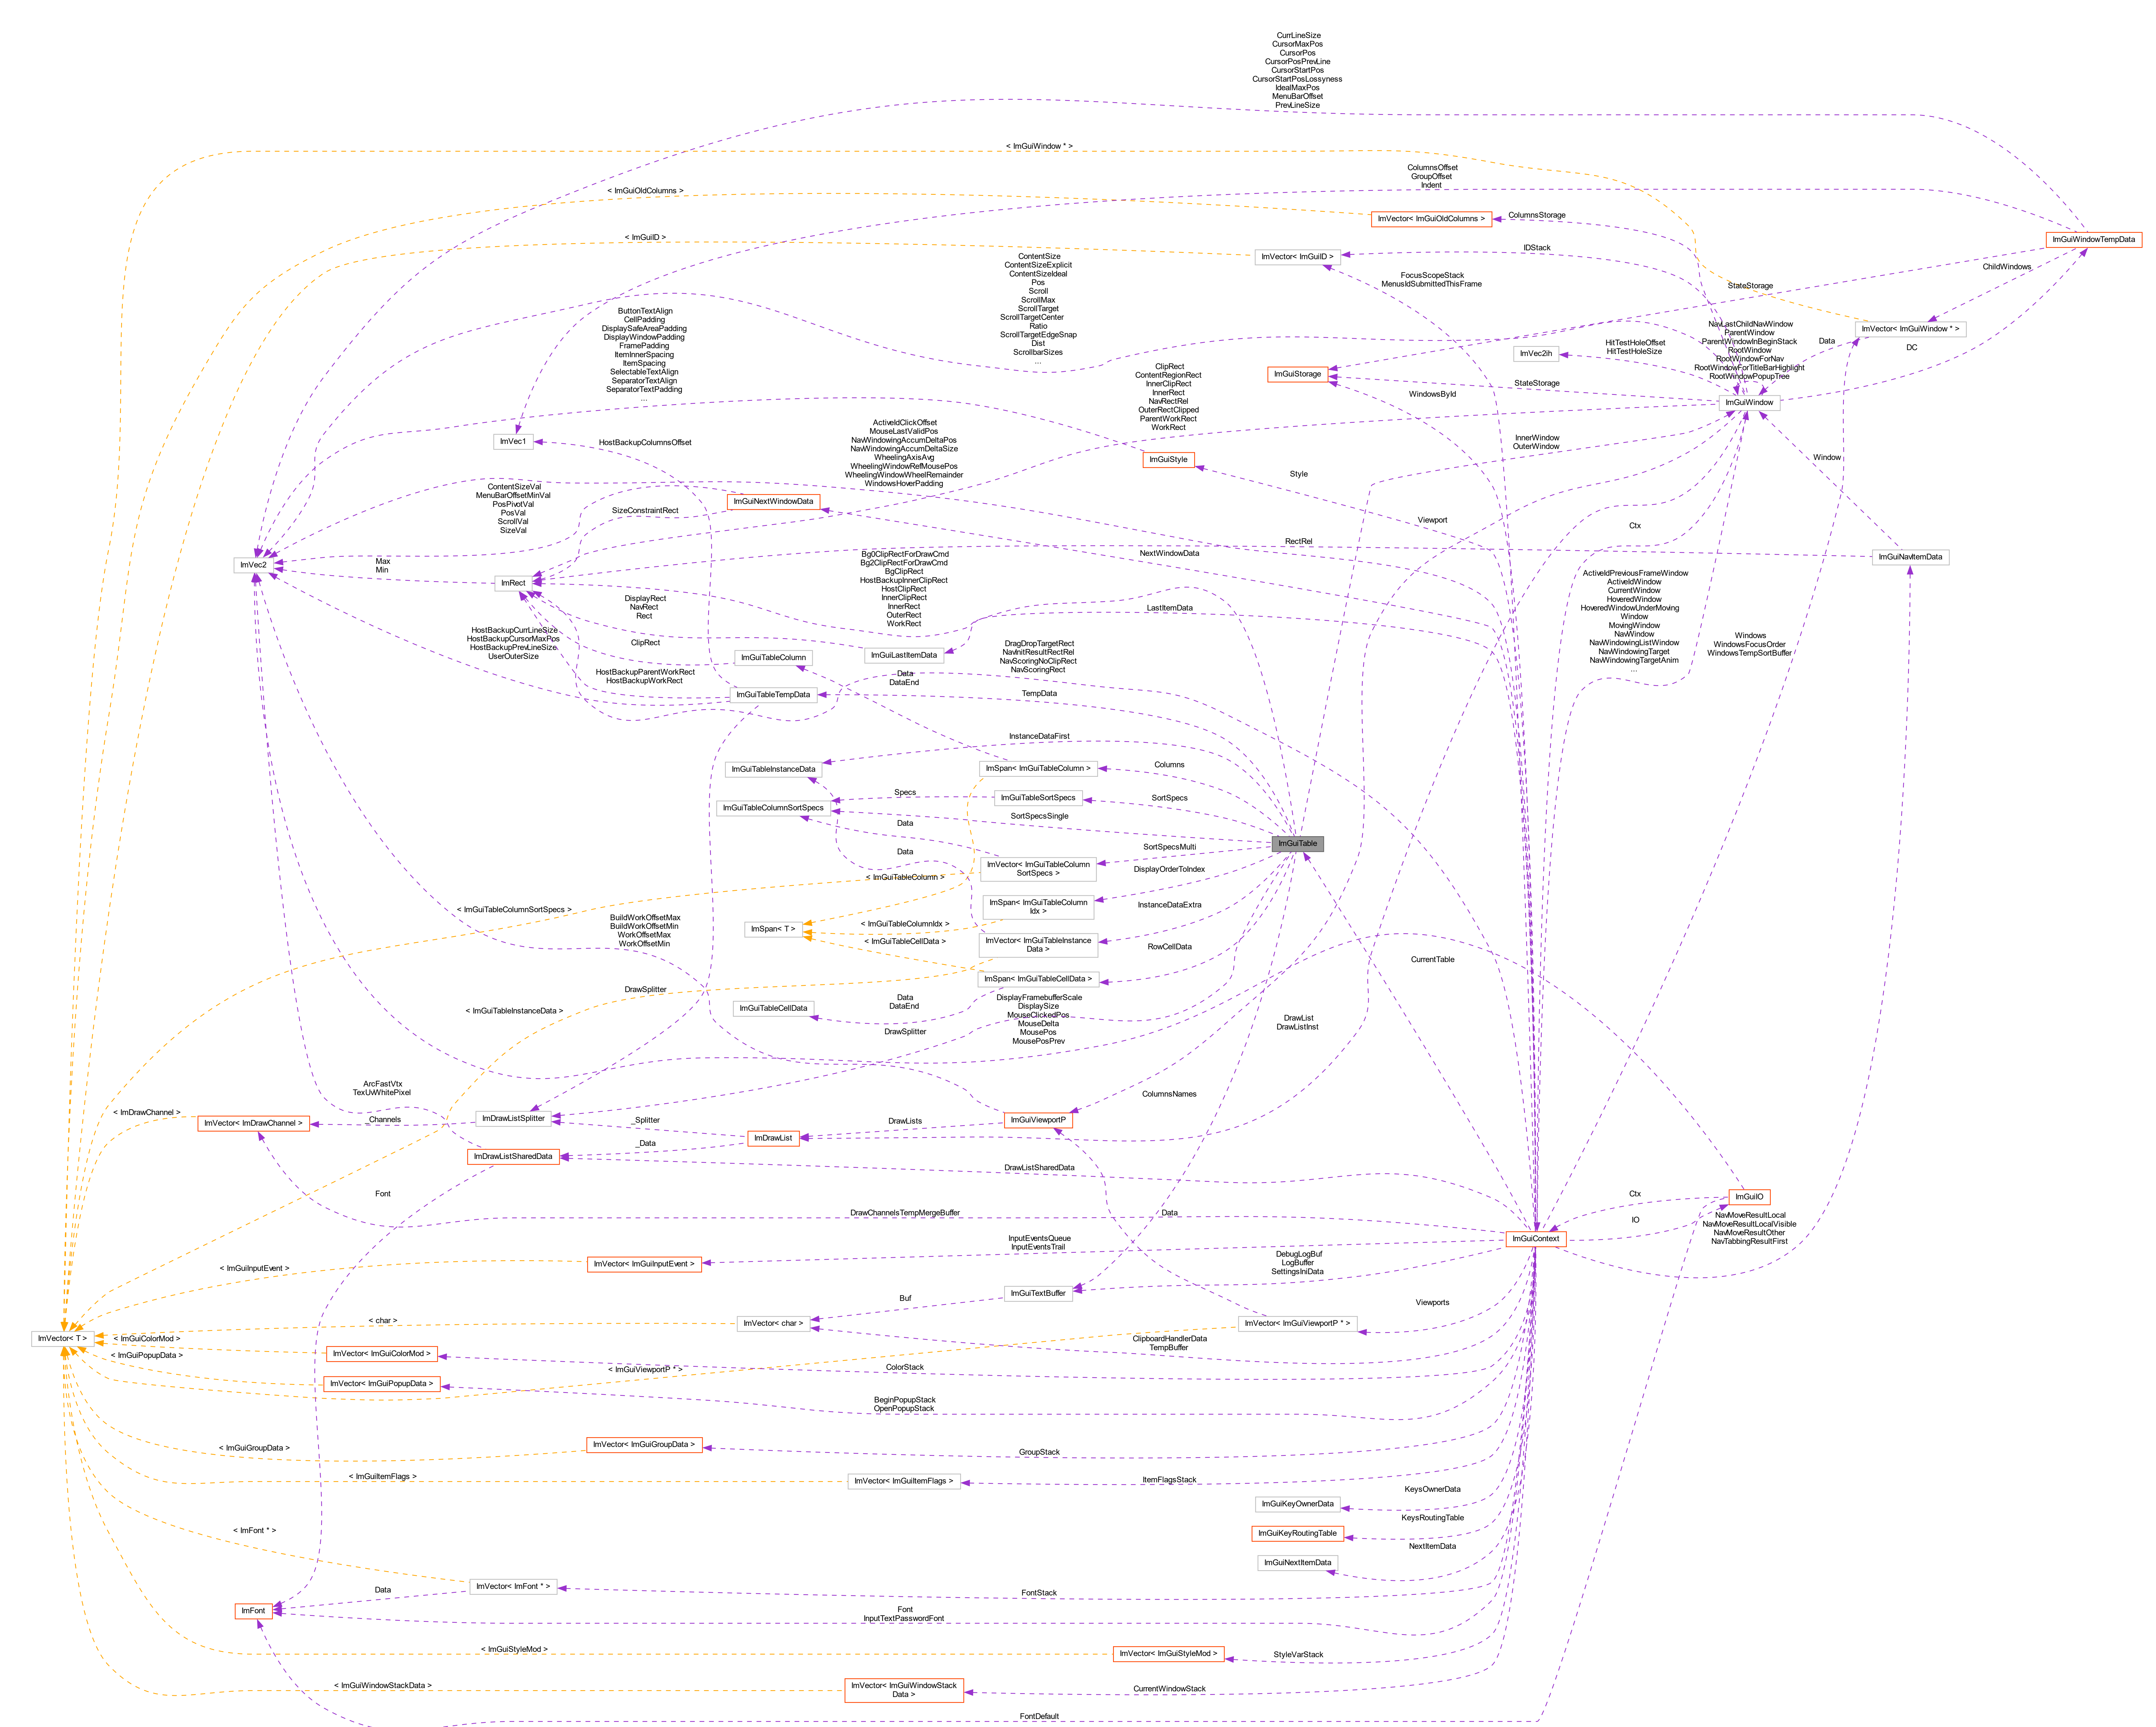 CurrLineSize
CursorMaxPos
CursorPos
CursorPosPrevLine
CursorStartPos
CursorStartPosLossyness
IdealMaxPos
MenuBarOffset
PrevLineSize
< ImGuiWindow * >
ColumnsOffset
GroupOffset
Indent
< ImGuiOldColumns >
ImVector< ImGuiOldColumns >
ColumnsStorage
< ImGuiID >
ImGuiWindowTempData
IDStack
ImVector< ImGuiID >
ContentSize
ContentSizeExplicit
ContentSizeIdeal
Pos
Scroll
ScrollMax
ScrollTarget
ScrollTargetCenter
Ratio
ScrollTargetEdgeSnap
Dist
ScrollbarSizes
...
FocusScopeStack
MenusIdSubmittedThisFrame
ChildWindows
StateStorage
ButtonTextAlign
CellPadding
DisplaySafeAreaPadding
DisplayWindowPadding
FramePadding
ItemInnerSpacing
ItemSpacing
SelectableTextAlign
SeparatorTextAlign
SeparatorTextPadding
...
NavLastChildNavWindow
ParentWindow
ParentWindowInBeginStack
RootWindow
RootWindowForNav
RootWindowForTitleBarHighlight
RootWindowPopupTree
ImVector< ImGuiWindow * >
Data
DC
HitTestHoleOffset
HitTestHoleSize
ImVec2ih
ImGuiStorage
StateStorage
WindowsById
ImGuiWindow
ClipRect
ContentRegionRect
InnerClipRect
InnerRect
NavRectRel
OuterRectClipped
ParentWorkRect
WorkRect
ImVec1
HostBackupColumnsOffset
ActiveIdClickOffset
MouseLastValidPos
NavWindowingAccumDeltaPos
NavWindowingAccumDeltaSize
WheelingAxisAvg
WheelingWindowRefMousePos
WheelingWindowWheelRemainder
WindowsHoverPadding
InnerWindow
OuterWindow
ImGuiStyle
Style
Window
ContentSizeVal
MenuBarOffsetMinVal
PosPivotVal
PosVal
ScrollVal
SizeVal
ImGuiNextWindowData
SizeConstraintRect
Viewport
Ctx
RectRel
NextWindowData
ImGuiNavItemData
ImVec2
Max
Min
ImRect
Bg0ClipRectForDrawCmd
Bg2ClipRectForDrawCmd
BgClipRect
HostBackupInnerClipRect
HostClipRect
InnerClipRect
InnerRect
OuterRect
WorkRect
ActiveIdPreviousFrameWindow
ActiveIdWindow
CurrentWindow
HoveredWindow
HoveredWindowUnderMoving
Window
MovingWindow
NavWindow
NavWindowingListWindow
NavWindowingTarget
NavWindowingTargetAnim
...
DisplayRect
NavRect
Rect
LastItemData
HostBackupCurrLineSize
HostBackupCursorMaxPos
HostBackupPrevLineSize
UserOuterSize
ClipRect
ImGuiTableColumn
ImGuiLastItemData
DragDropTargetRect
NavInitResultRectRel
NavScoringNoClipRect
NavScoringRect
Windows
WindowsFocusOrder
WindowsTempSortBuffer
HostBackupParentWorkRect
HostBackupWorkRect
Data
DataEnd
ImGuiTableTempData
TempData
InstanceDataFirst
ImGuiTableInstanceData
ImSpan< ImGuiTableColumn >
Columns
Specs
ImGuiTableSortSpecs
SortSpecs
ImGuiTableColumnSortSpecs
SortSpecsSingle
Data
ImGuiTable
Data
ImVector< ImGuiTableColumn
SortSpecs >
SortSpecsMulti
< ImGuiTableColumn >
DisplayOrderToIndex
ImSpan< ImGuiTableColumn
Idx >
< ImGuiTableColumnSortSpecs >
BuildWorkOffsetMax
BuildWorkOffsetMin
WorkOffsetMax
WorkOffsetMin
ImSpan< T >
< ImGuiTableColumnIdx >
InstanceDataExtra
< ImGuiTableCellData >
ImVector< ImGuiTableInstance
Data >
RowCellData
CurrentTable
ImSpan< ImGuiTableCellData >
DrawSplitter
Data
DataEnd
ImGuiTableCellData
< ImGuiTableInstanceData >
DisplayFramebufferScale
DisplaySize
MouseClickedPos
MouseDelta
MousePos
MousePosPrev
DrawSplitter
DrawList
DrawListInst
ArcFastVtx
TexUvWhitePixel
ColumnsNames
< ImDrawChannel >
ImVector< ImDrawChannel >
_Channels
ImDrawListSplitter
_Splitter
ImDrawList
DrawLists
ImGuiViewportP
_Data
ImDrawListSharedData
DrawListSharedData
Font
Ctx
ImGuiIO
DrawChannelsTempMergeBuffer
Data
IO
NavMoveResultLocal
NavMoveResultLocalVisible
NavMoveResultOther
NavTabbingResultFirst
ImGuiContext
InputEventsQueue
InputEventsTrail
< ImGuiInputEvent >
ImVector< ImGuiInputEvent >
DebugLogBuf
LogBuffer
SettingsIniData
Buf
ImGuiTextBuffer
Viewports
< char >
ImVector< char >
ImVector< ImGuiViewportP * >
ImVector< T >
< ImGuiColorMod >
ImVector< ImGuiColorMod >
ClipboardHandlerData
TempBuffer
< ImGuiPopupData >
< ImGuiViewportP * >
ColorStack
ImVector< ImGuiPopupData >
BeginPopupStack
OpenPopupStack
< ImGuiGroupData >
ImVector< ImGuiGroupData >
GroupStack
< ImGuiItemFlags >
ImVector< ImGuiItemFlags >
ItemFlagsStack
KeysOwnerData
ImGuiKeyOwnerData
KeysRoutingTable
ImGuiKeyRoutingTable
< ImFont * >
NextItemData
ImGuiNextItemData
Data
ImVector< ImFont * >
FontStack
ImFont
Font
InputTextPasswordFont
< ImGuiStyleMod >
ImVector< ImGuiStyleMod >
StyleVarStack
< ImGuiWindowStackData >
ImVector< ImGuiWindowStack
Data >
CurrentWindowStack
FontDefault